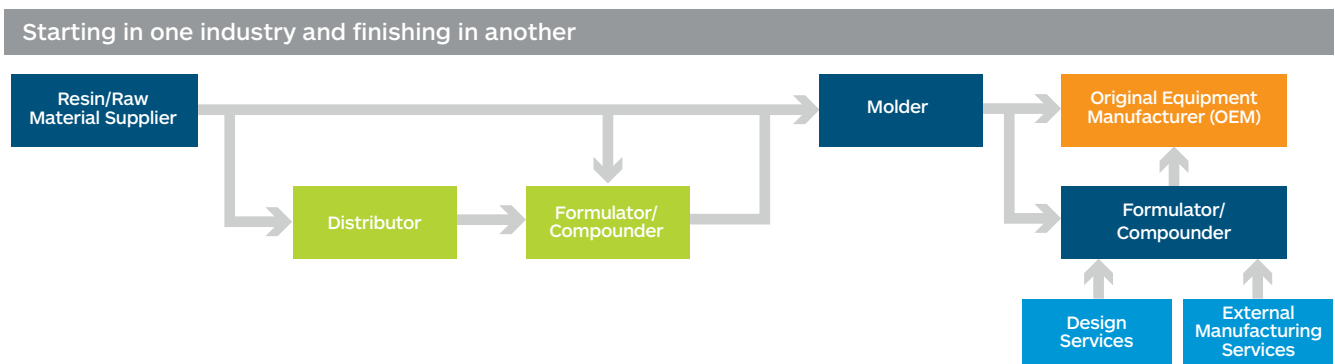 Starting in one industry and finishing in another
Resin/Raw
Material Supplier
Molder
Original Equipment
Manufacturer (OEM)
Distributor
Formulator/
Compounder
Formulator/
Compounder
Design
Services
External
Manufacturing
Services